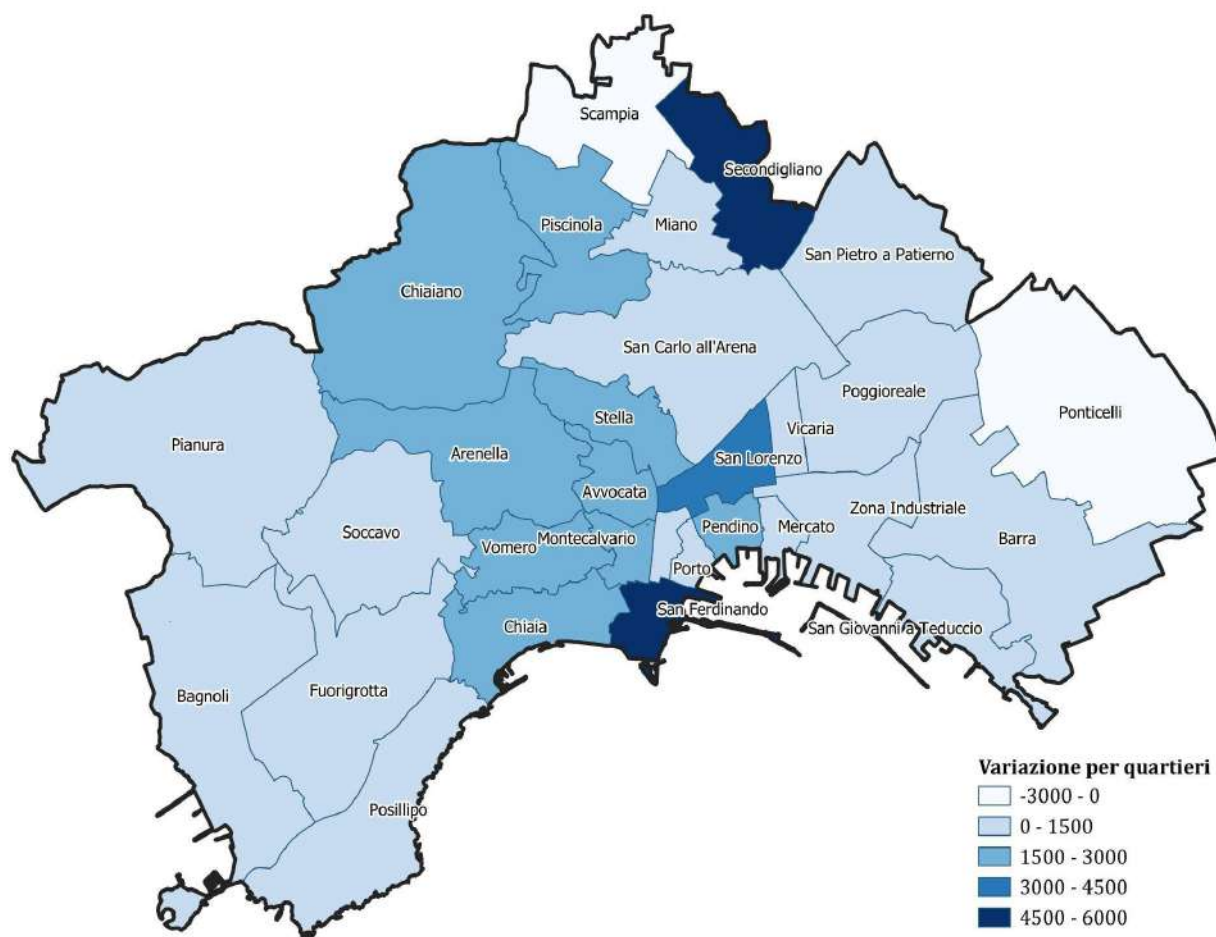 Scampia
Secondigliano
Piscinola
Miano
San Pietro a Patierno
Chiaiano
San Carlo all'Arena
Poggioreale
Ponticelli
Stella
Vicaria
Pianura
Arenella
San Lorenzo
Avvocata
Zona Industriale
Soccavo
Pendino
Mercato
Vomero
Montecalvario
Barra
Porto
San Ferdinando
Chiaia
San Giovanni a Teduccio
Bagnoli
Fuorigrotta
Posillipo
Variazione per quartieri
-3000 - 0
0 - 1500
1500 - 3000
3000 - 4500
4500 - 6000